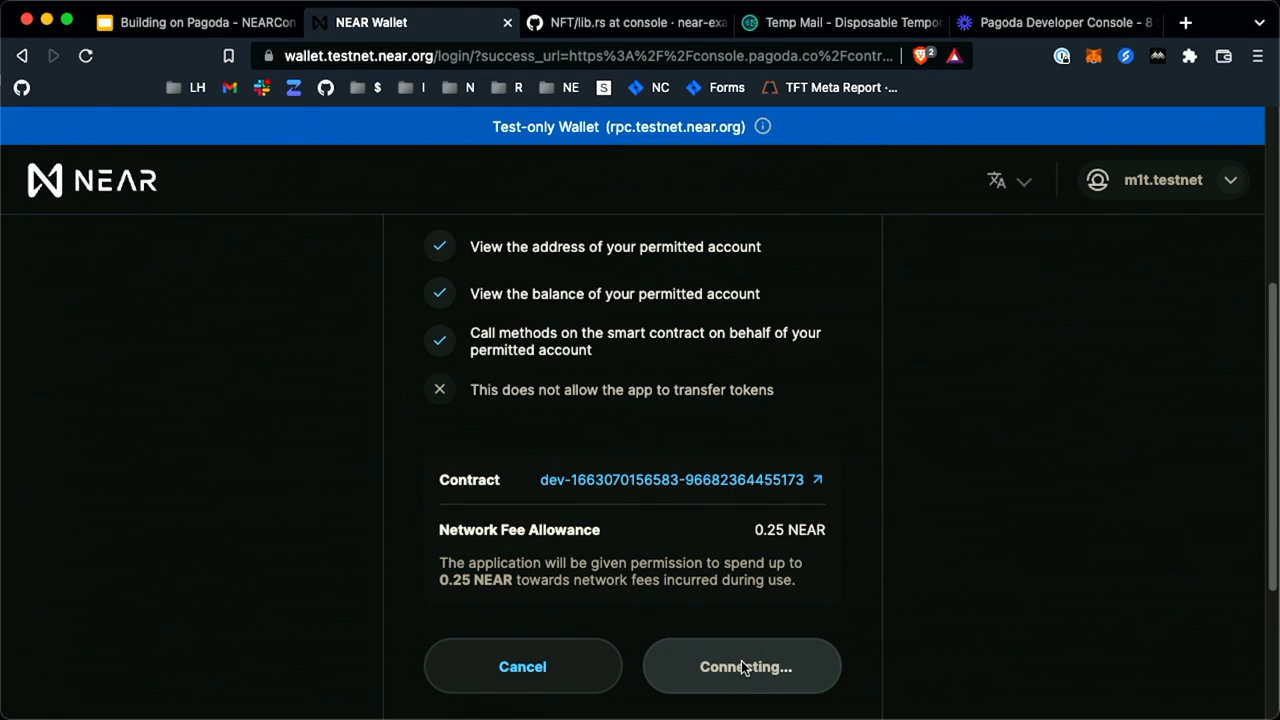 Building on Pagoda - NEARCon
NEAR Wallet
NFT/lib.rs at console · near-exa
Temp Mail - Disposable Tempor
Pagoda Developer Console - 8
wallet.testnet.near.org/login/?success_url=https%3A%2F%2Fconsole.pagoda.co%2Fcontr...
2
LH
$
I
N
R
NE
S
NC
Forms
TFT Meta Report -...
Test-only Wallet (rpc.testnet.near.org)
NEAR
m1t.testnet
View the address of your permitted account
View the balance of your permitted account
Call methods on the smart contract on behalf of your
permitted account
This does not allow the app to transfer tokens
Contract dev-1663070156583-96682364455173
Network Fee Allowance 0.25 NEAR
The application will be given permission to spend up to
0.25 NEAR towards network fees incurred during use.
Cancel
Connecting...